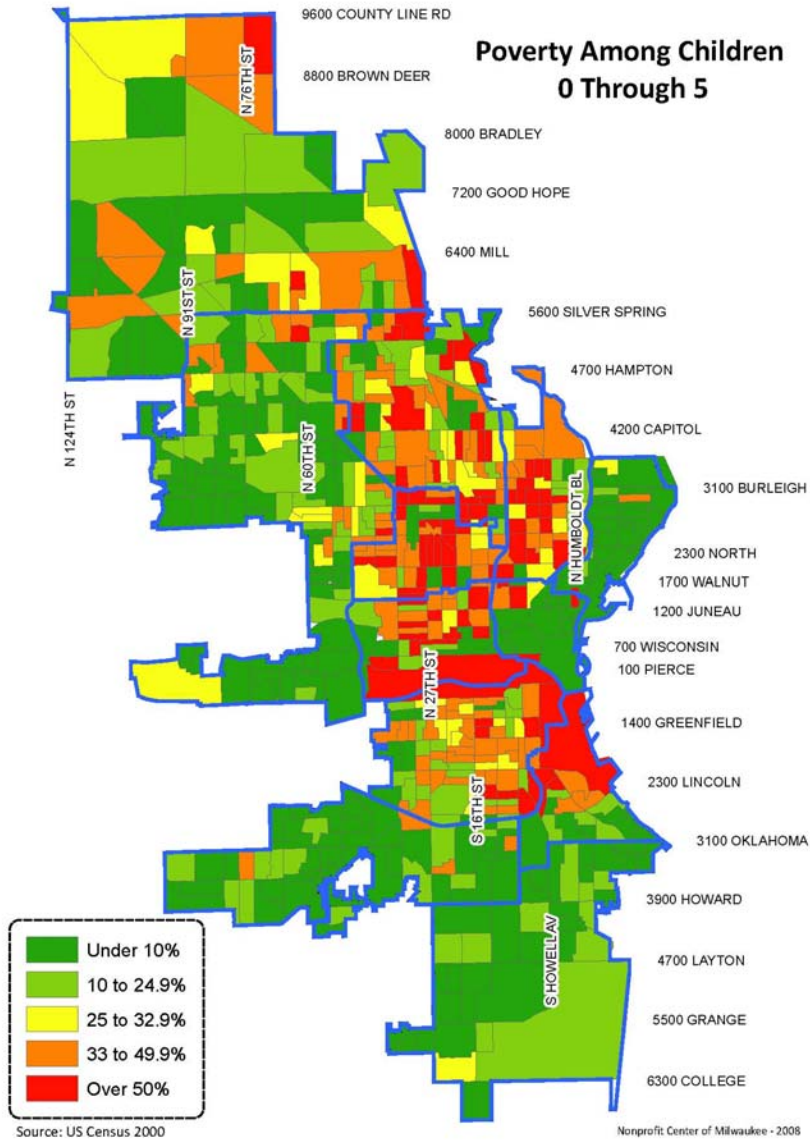 Poverty Among Children
0 Through 5
9600 COUNTY LINE RD
8800 BROWN DEER
N 76TH ST
8000 BRADLEY
7200 GOOD HOPE
6400 MILL
N 91ST ST
5600 SILVER SPRING
4700 HAMPTON
N 124TH ST
4200 CAPITOL
N 60TH ST
3100 BURLEIGH
N HUMBOLDT BL
2300 NORTH
1700 WALNUT
1200 JUNEAU
700 WISCONSIN
100 PIERCE
N 27TH ST
1400 GREENFIELD
2300 LINCOLN
S 16TH ST
3100 OKLAHOMA
3900 HOWARD
S HOWELL AV
4700 LAYTON
5500 GRANGE
6300 COLLEGE
Under 10%
10 to 24.9%
25 to 32.9%
33 to 49.9%
Over 50%
Source: US Census 2000
Nonprofit Center of Milwaukee - 2008